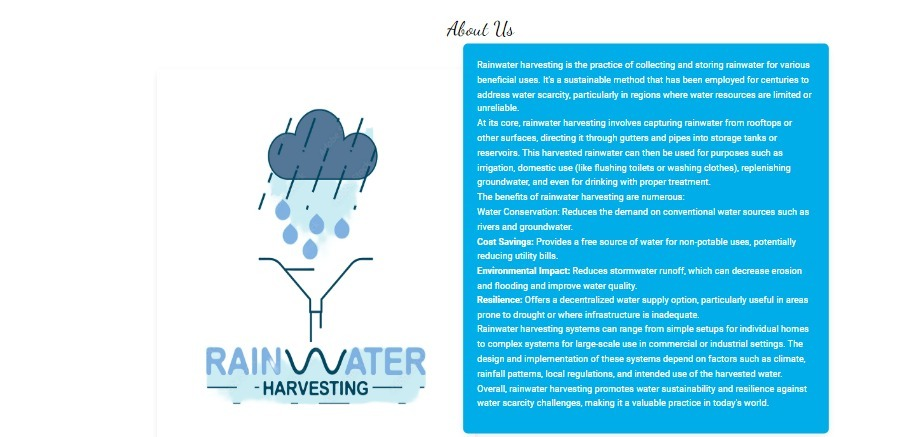 About Us
Rainwater harvesting is the practice of collecting and storing rainwater for various
beneficial uses. It's a sustainable method that has been employed for centuries to
address water scarcity, particularly in regions where water resources are limited or
unreliable.
At its core, rainwater harvesting involves capturing rainwater from rooftops or
other surfaces, directing it through gutters and pipes into storage tanks or
reservoirs. This harvested rainwater can then be used for purposes such as
irrigation, domestic use (like flushing toilets or washing clothes), replenishing
groundwater, and even for drinking with proper treatment.
The benefits of rainwater harvesting are numerous:
Water Conservation: Reduces the demand on conventional water sources such as
rivers and groundwater.
Cost Savings: Provides a free source of water for non-potable uses, potentially
reducing utility bills.
Environmental Impact: Reduces stormwater runoff, which can decrease erosion
and flooding and improve water quality.
Resilience: Offers a decentralized water supply option, particularly useful in areas
prone to drought or where infrastructure is inadequate.
Rainwater harvesting systems can range from simple setups for individual homes
to complex systems for large-scale use in commercial or industrial settings. The
design and implementation of these systems depend on factors such as climate,
rainfall patterns, local regulations, and intended use of the harvested water.
Overall, rainwater harvesting promotes water sustainability and resilience against
water scarcity challenges, making it a valuable practice in today's world.
RAINWATER
HARVESTING